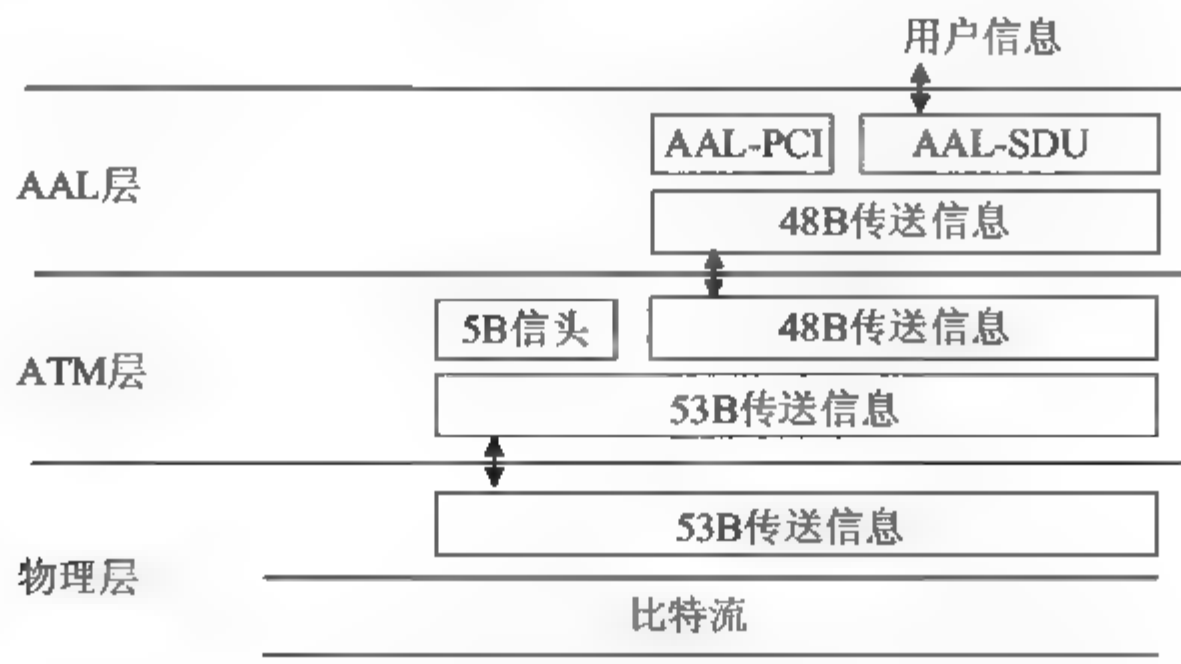 用户信息
AAL-PCI
AAL-SDU
AAL层
48B传送信息
5B信头
48B传送信息
ATM层
53B传送信息
53B传送信息
物理层
比特流